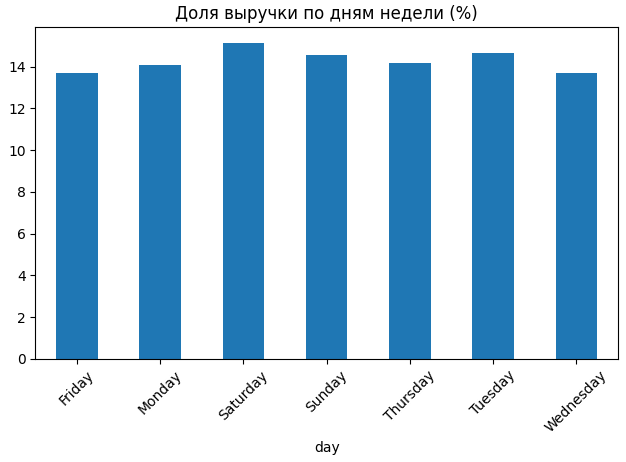 Доля выручки по дням недели (%)
14
12
10
8
6
4
2
0
Friday
Monday
Saturday
Sunday
Thursday
Tuesday
Wednesday
day